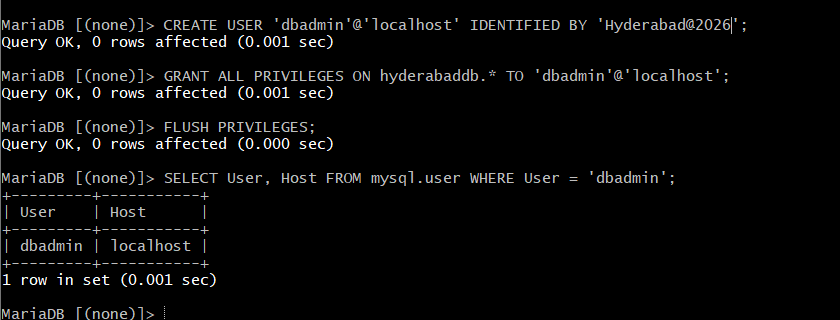 MariaDB [(none)]> CREATE USER 'dbadmin'@'localhost' IDENTIFIED BY 'Hyderabad@2026';
Query OK, 0 rows affected (0.001 sec)
MariaDB [(none)]> GRANT ALL PRIVILEGES ON hyderabaddb.* TO 'dbadmin'@'localhost';
Query OK, 0 rows affected (0.001 sec)
MariaDB [(none)]> FLUSH PRIVILEGES;
Query OK, 0 rows affected (0.000 sec)
MariaDB [(none)]> SELECT User, Host FROM mysql.user WHERE User = 'dbadmin';
+---------+-----------+
| User    | Host      |
+---------+-----------+
| dbadmin | localhost |
+---------+-----------+
1 row in set (0.001 sec)
MariaDB [(none)]>